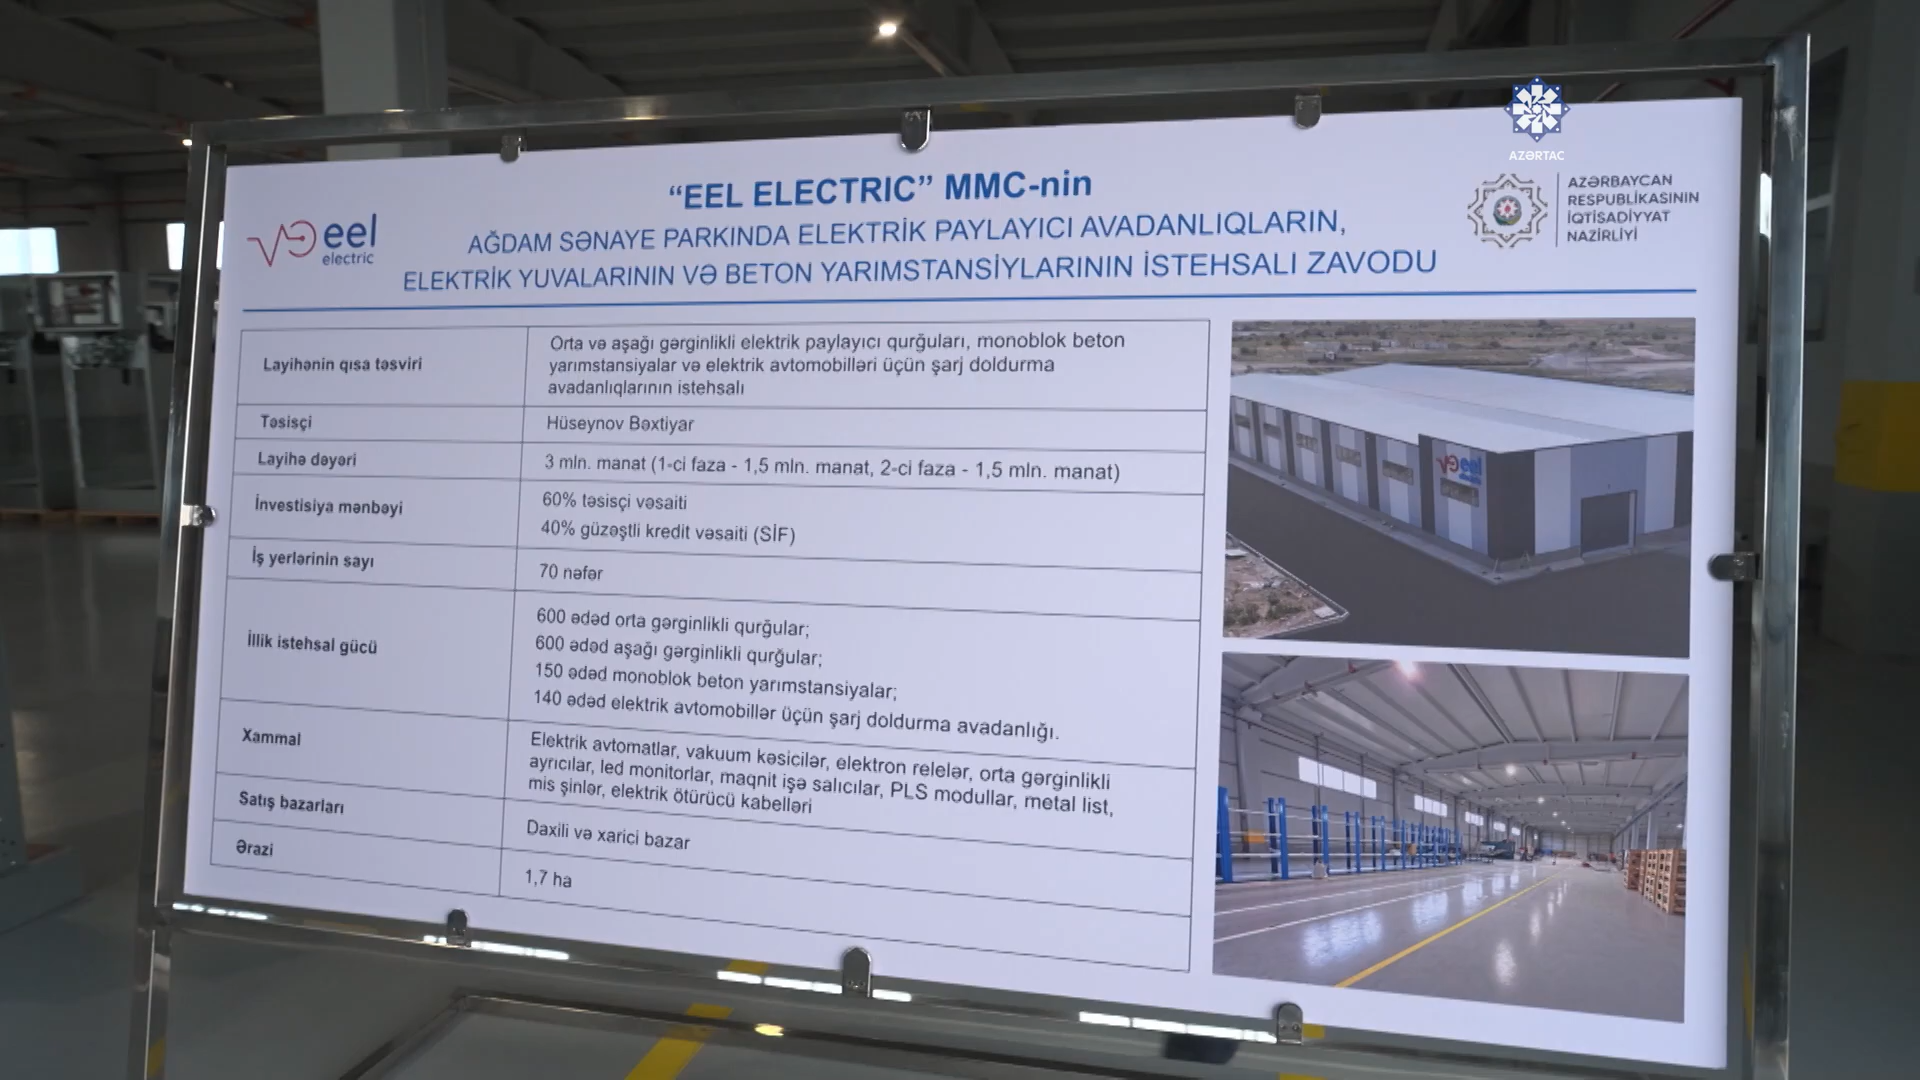 AZƏRTAC
eel
electric
“EEL ELECTRIC” MMC-nin
AĞDAM SƏNAYE PARKINDA ELEKTRİK PAYLAYICI AVADANLIQLARIN,
ELEKTRİK YUVALARININ VƏ BETON YARIMSTANSİYLARININ İSTEHSALI ZAVODU
AZƏRBAYCAN
RESPUBLİKASININ
İQTİSADİYYAT
NAZİRLİYİ
Layihənin qısa təsviri
Orta və aşağı gərginlikli elektrik paylayıcı qurğuları, monoblok beton
yarımstansiyalar və elektrik avtomobilləri üçün şarj doldurma
avadanlıqlarının istehsalı
Təsisçi
Hüseynov Bəxtiyar
Layihə dəyəri
3 mln. manat (1-ci faza - 1,5 mln. manat, 2-ci faza - 1,5 mln. manat)
İnvestisiya mənbəyi
60% təsisçi vəsaiti
40% güzəştli kredit vəsaiti (SİF)
İş yerlərinin sayı
70 nəfər
İllik istehsal gücü
600 ədəd orta gərginlikli qurğular;
600 ədəd aşağı gərginlikli qurğular;
150 ədəd monoblok beton yarımstansiyalar;
140 ədəd elektrik avtomobillər üçün şarj doldurma avadanlığı.
Xammal
Elektrik avtomatlar, vakuum kəsicilər, elektron relelər, orta gərginlikli
ayrıcılar, led monitorlar, maqnit işə salıcılar, PLS modullar, metal list,
mis şinlər, elektrik ötürücü kabelləri
Satış bazarları
Daxili və xarici bazar
Ərazi
1,7 ha
eel
electric